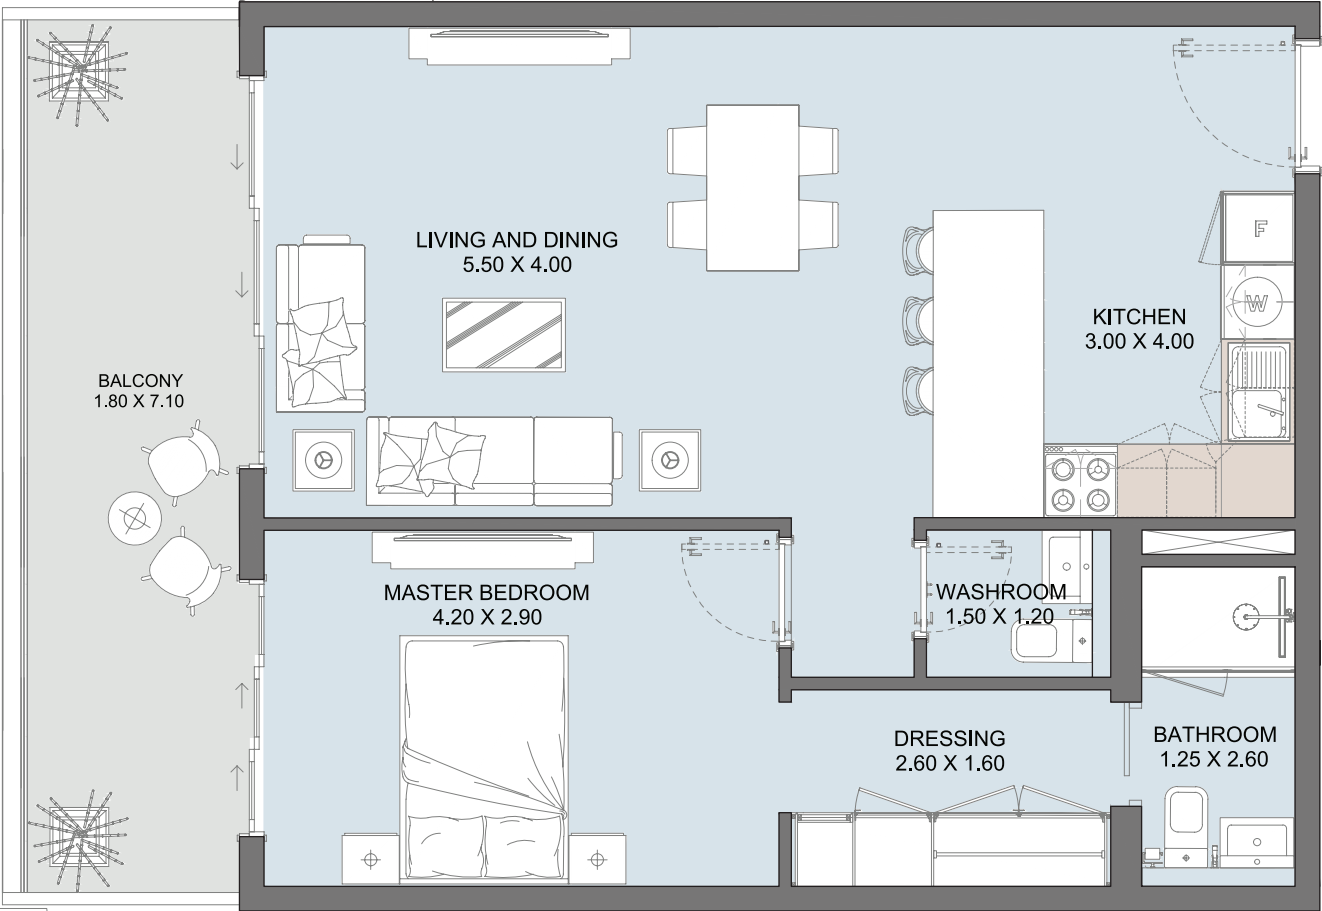 LIVING AND DINING
5.50 X 4.00
F
W
KITCHEN
3.00 X 4.00
BALCONY
1.80 X 7.10
MASTER BEDROOM
4.20 X 2.90
WASHROOM
1.50 X 1.20
DRESSING
2.60 X 1.60
BATHROOM
1.25 X 2.60